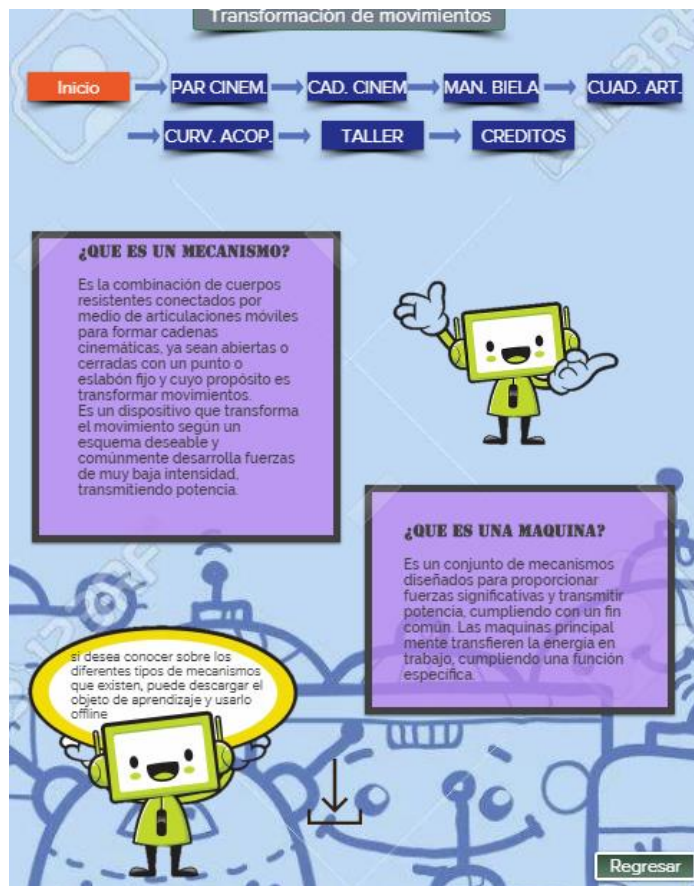 Transformación de movimientos
Inicio
PAR CINEM.
CAD. CINEM
MAN. BIELA
CUAD. ART.
CURV. ACOP.
TALLER
CREDITOS
¿QUE ES UN MECANISMO?
Es la combinación de cuerpos
resistentes conectados por
medio de articulaciones móviles
para formar cadenas
cinemáticas, ya sean abiertas o
cerradas con un punto o
eslabón fijo y cuyo propósito es
transformar movimientos.
Es un dispositivo que transforma
el movimiento según un
esquema deseable y
comúnmente desarrolla fuerzas
de muy baja intensidad,
transmitiendo potencia.
¿QUE ES UNA MAQUINA?
Es un conjunto de mecanismos
diseñados para proporcionar
fuerzas significativas y transmitir
potencia, cumpliendo con un fin
común. Las maquinas principal
mente transfieren la energía en
trabajo, cumpliendo una función
específica.
si desea conocer sobre los
diferentes tipos de mecanismos
que existen, puede descargar el
objeto de aprendizaje y usarlo
offline
Regresar